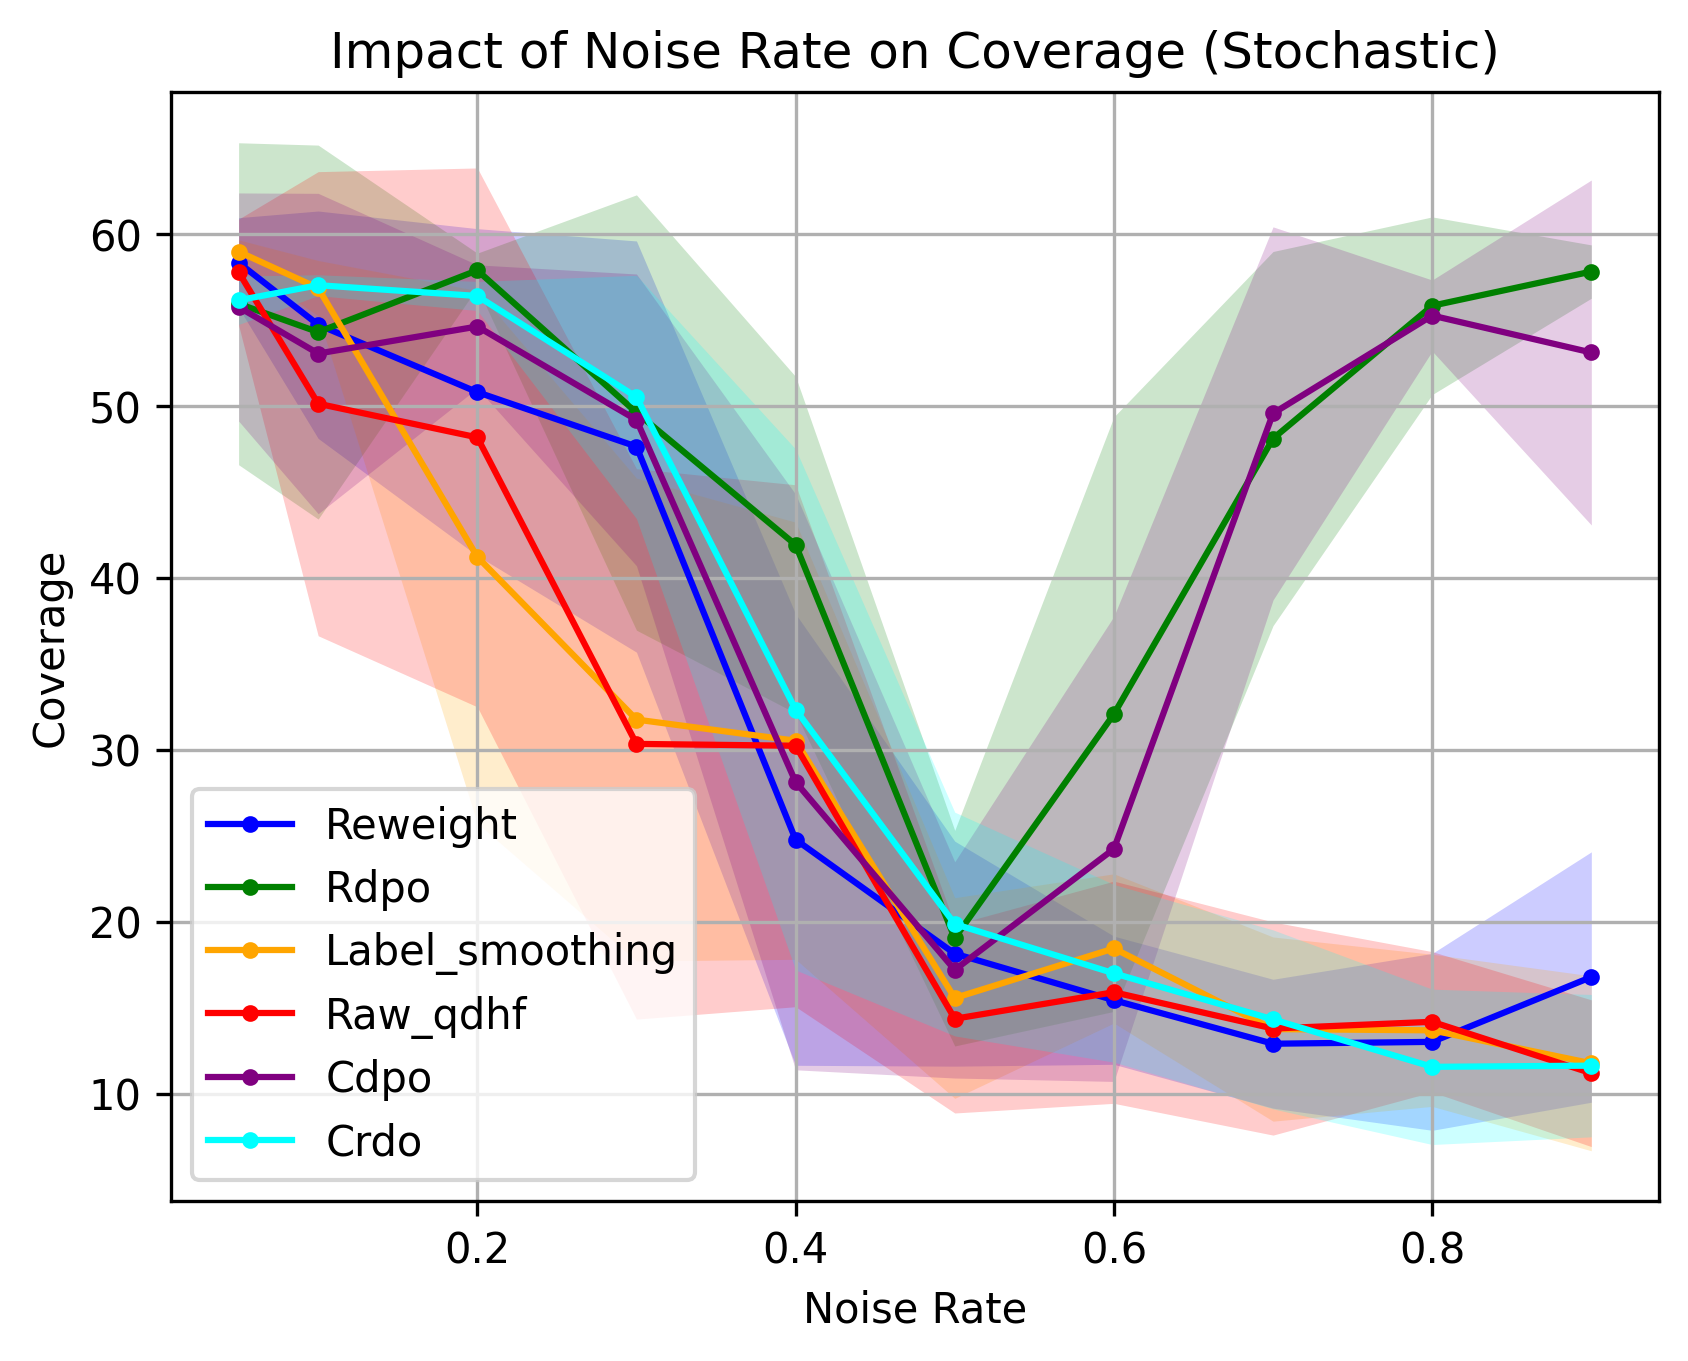 Impact of Noise Rate on Coverage (Stochastic)
Coverage
60
50
40
30
20
10
Reweight
Rdpo
Label_smoothing
Raw_qdhf
Cdpo
Crdo
0.2
0.4
0.6
0.8
Noise Rate